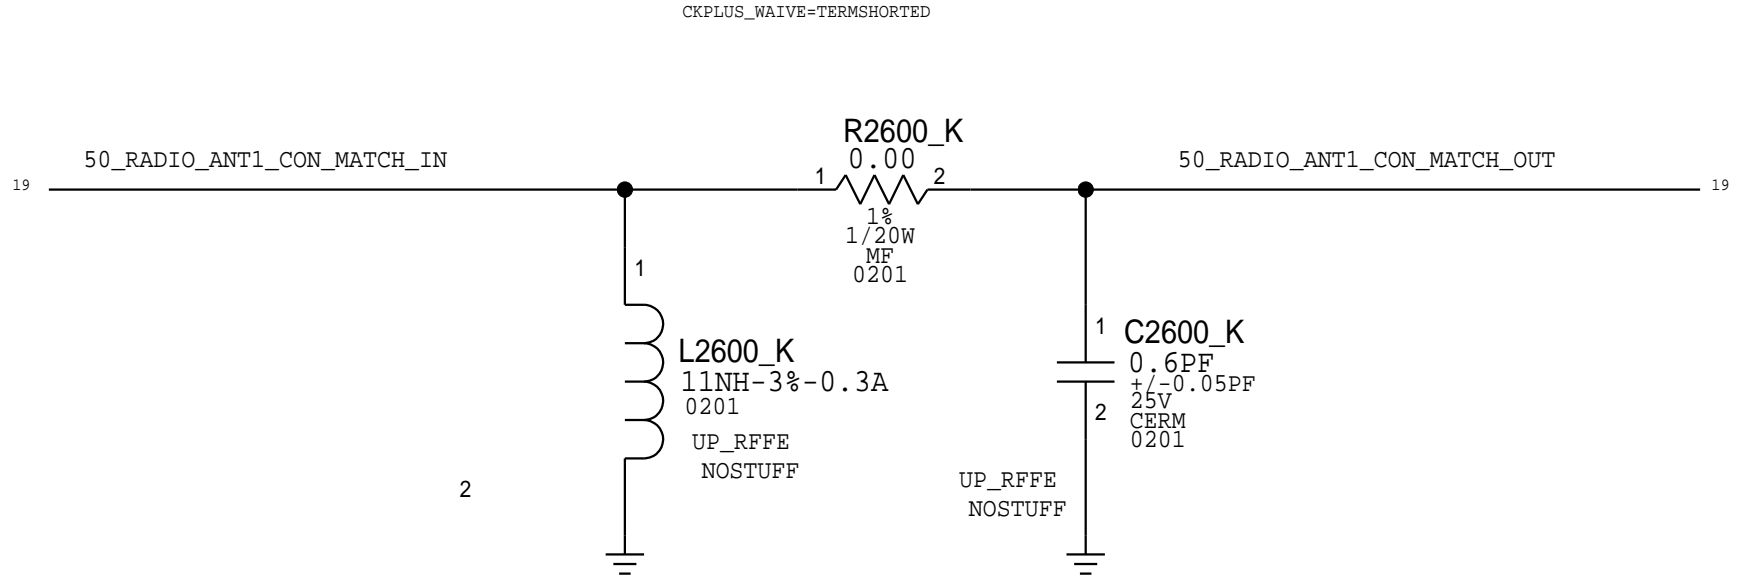 CKPLUS_WAIVE=TERMSHORTED
R2600_K
0.00
50_RADIO_ANT1_CON_MATCH_IN
50_RADIO_ANT1_CON_MATCH_OUT
19
1
2
19
1%
1/20W
MF
0201
1
L2600_K
11NH-3%-0.3A
0201
UP_RFFE
NOSTUFF
2
1
C2600_K
0.6PF
+/-0.05PF
25V
2
CERM
0201
UP_RFFE
NOSTUFF